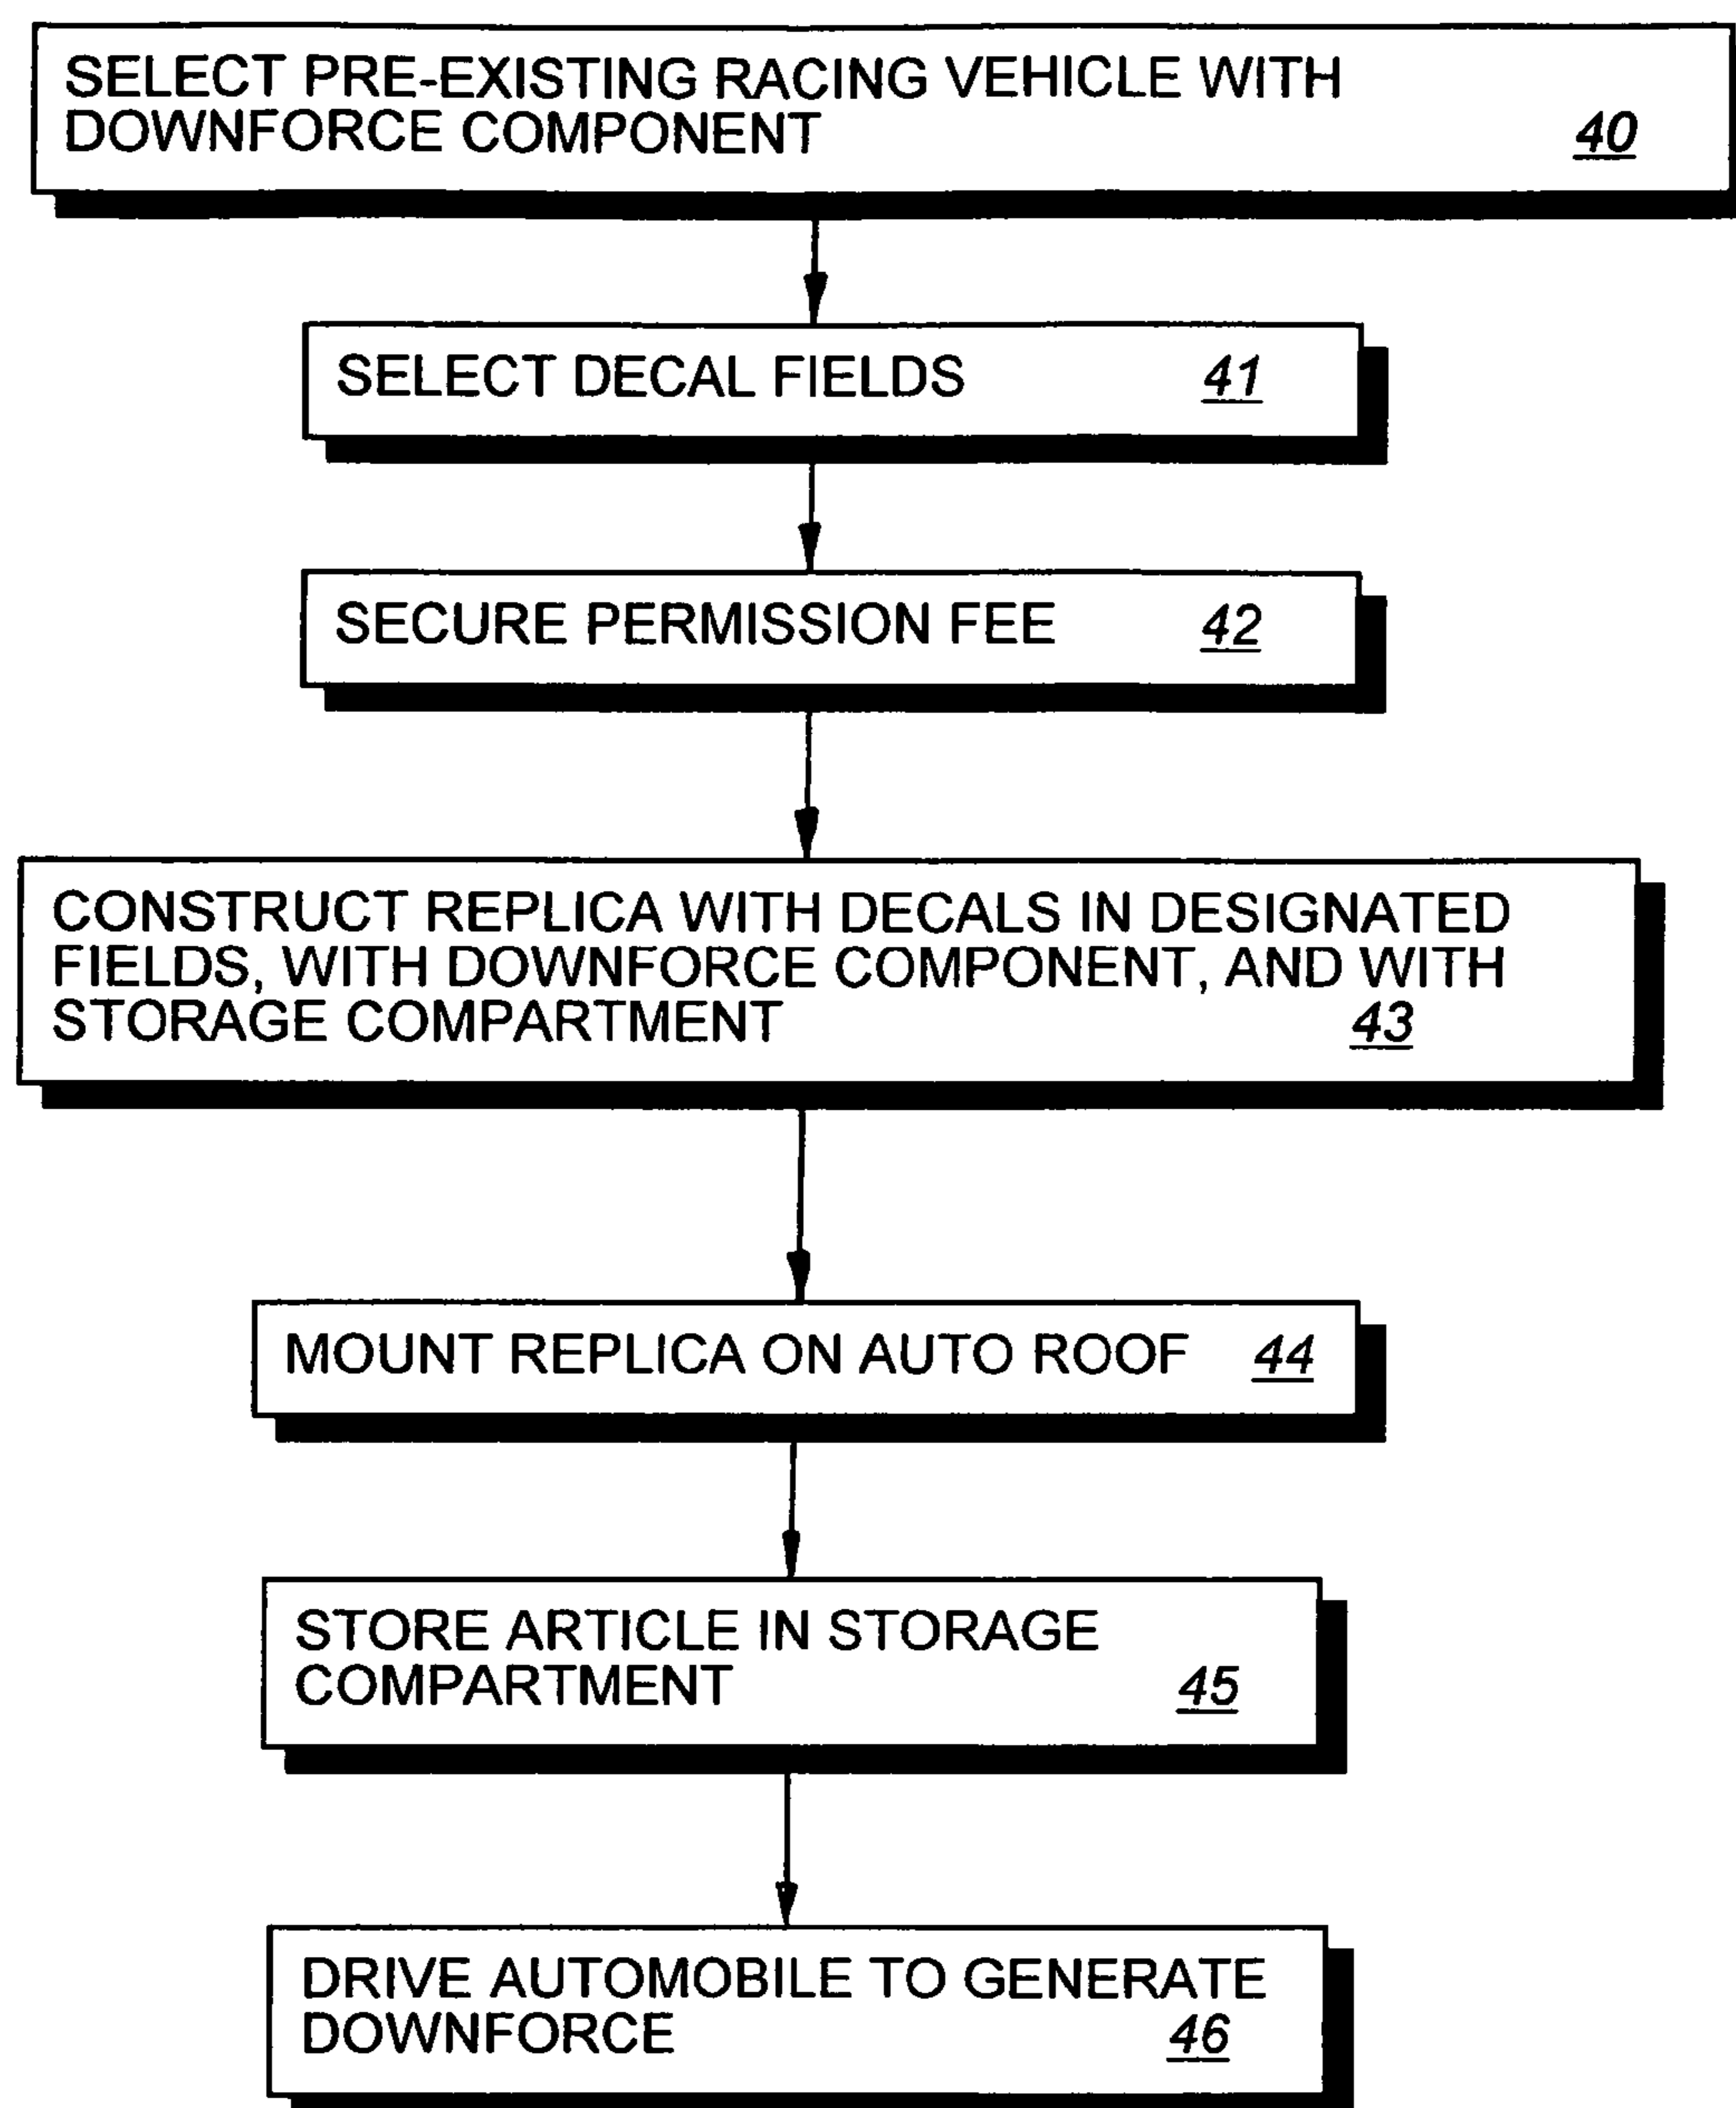 SELECT PRE-EXISTING RACING VEHICLE WITH
DOWNFORCE COMPONENT 40
SELECT DECAL FIELDS 41
SECURE PERMISSION FEE 42
CONSTRUCT REPLICA WITH DECALS IN DESIGNATED
FIELDS, WITH DOWNFORCE COMPONENT, AND WITH
STORAGE COMPARTMENT 43
MOUNT REPLICA ON AUTO ROOF 44
STORE ARTICLE IN STORAGE
COMPARTMENT 45
DRIVE AUTOMOBILE TO GENERATE
DOWNFORCE 46